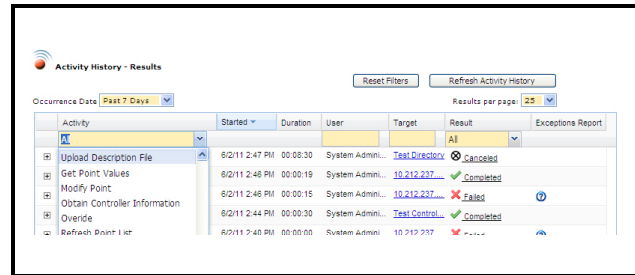 Activity History - Results
Reset Filters Refresh Activity History
Occurrence Date Past 7 Days Results per page: 25
Activity Started Duration User Target Result Exceptions Report
All All
Upload Description File 6/2/11 2:47 PM 00:08:30 System Admini... Test Directory Canceled
Get Point Values 6/2/11 2:46 PM 00:00:19 System Admini... 10.212.237.... Completed
Modify Point 6/2/11 2:46 PM 00:00:15 System Admini... 10.212.237.... Failed
Obtain Controller Information
Overide 6/2/11 2:44 PM 00:00:30 System Admini... Test Control... Completed
Refresh Point List 6/2/11 2:40 PM 00:00:00 System Admini... 10.212.237.... Failed